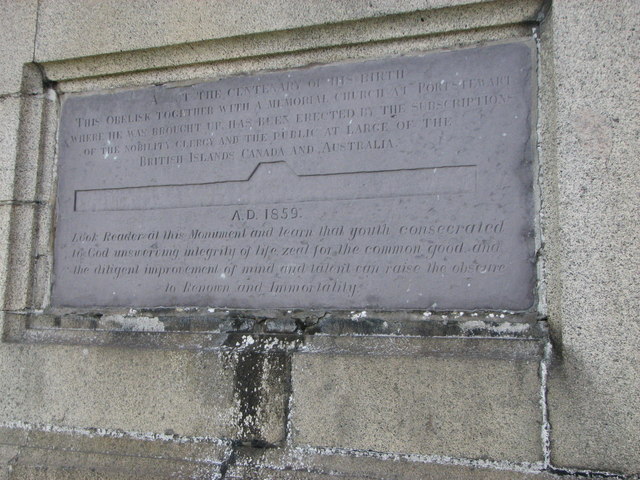 AT THE CENTENARY OF HIS BIRTH
THIS OBELISK TOGETHER WITH A MEMORIAL CHURCH AT PORTSTEWART
WHERE HE WAS BROUGHT UP, HAS BEEN ERECTED BY THE SUBSCRIPTIONS
OF THE NOBILITY CLERGY AND THE PUBLIC AT LARGE OF THE
BRITISH ISLANDS CANADA AND AUSTRALIA.
A.D. 1859.
Look Reader at this Monument and learn that youth consecrated
to God unswerving integrity of life, zeal for the common good and
the diligent improvement of mind and talent can raise the obscure
to Renown and Immortality